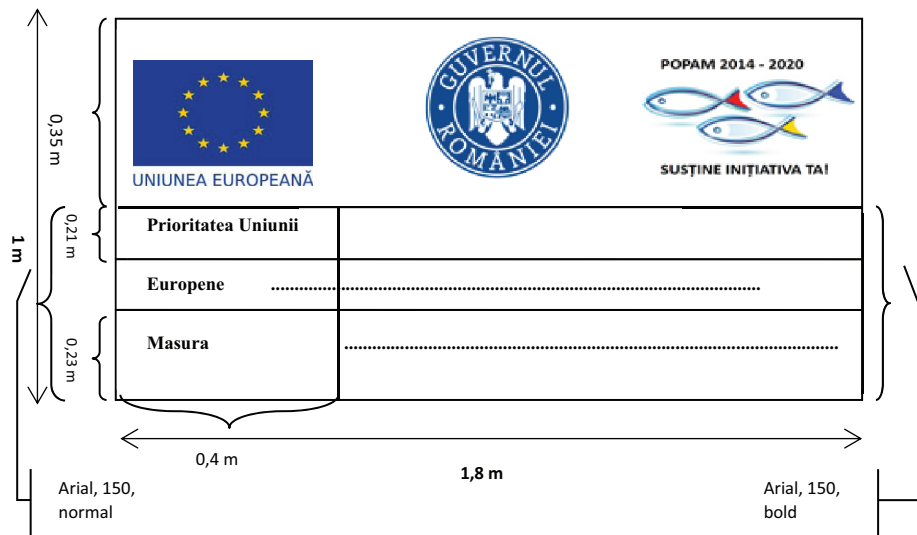 POPAM 2014 - 2020
GUVERNUL ROMÂNIEI
UNIUNEA EUROPEANĂ
SUSȚINE INIȚIATIVA TA!
0,35 m
1 m
0,21 m
Prioritatea Uniunii
Europene ....................................................................................................
0,23 m
Masura ....................................................................................................
0,4 m
1,8 m
Arial, 150,
normal
Arial, 150,
bold